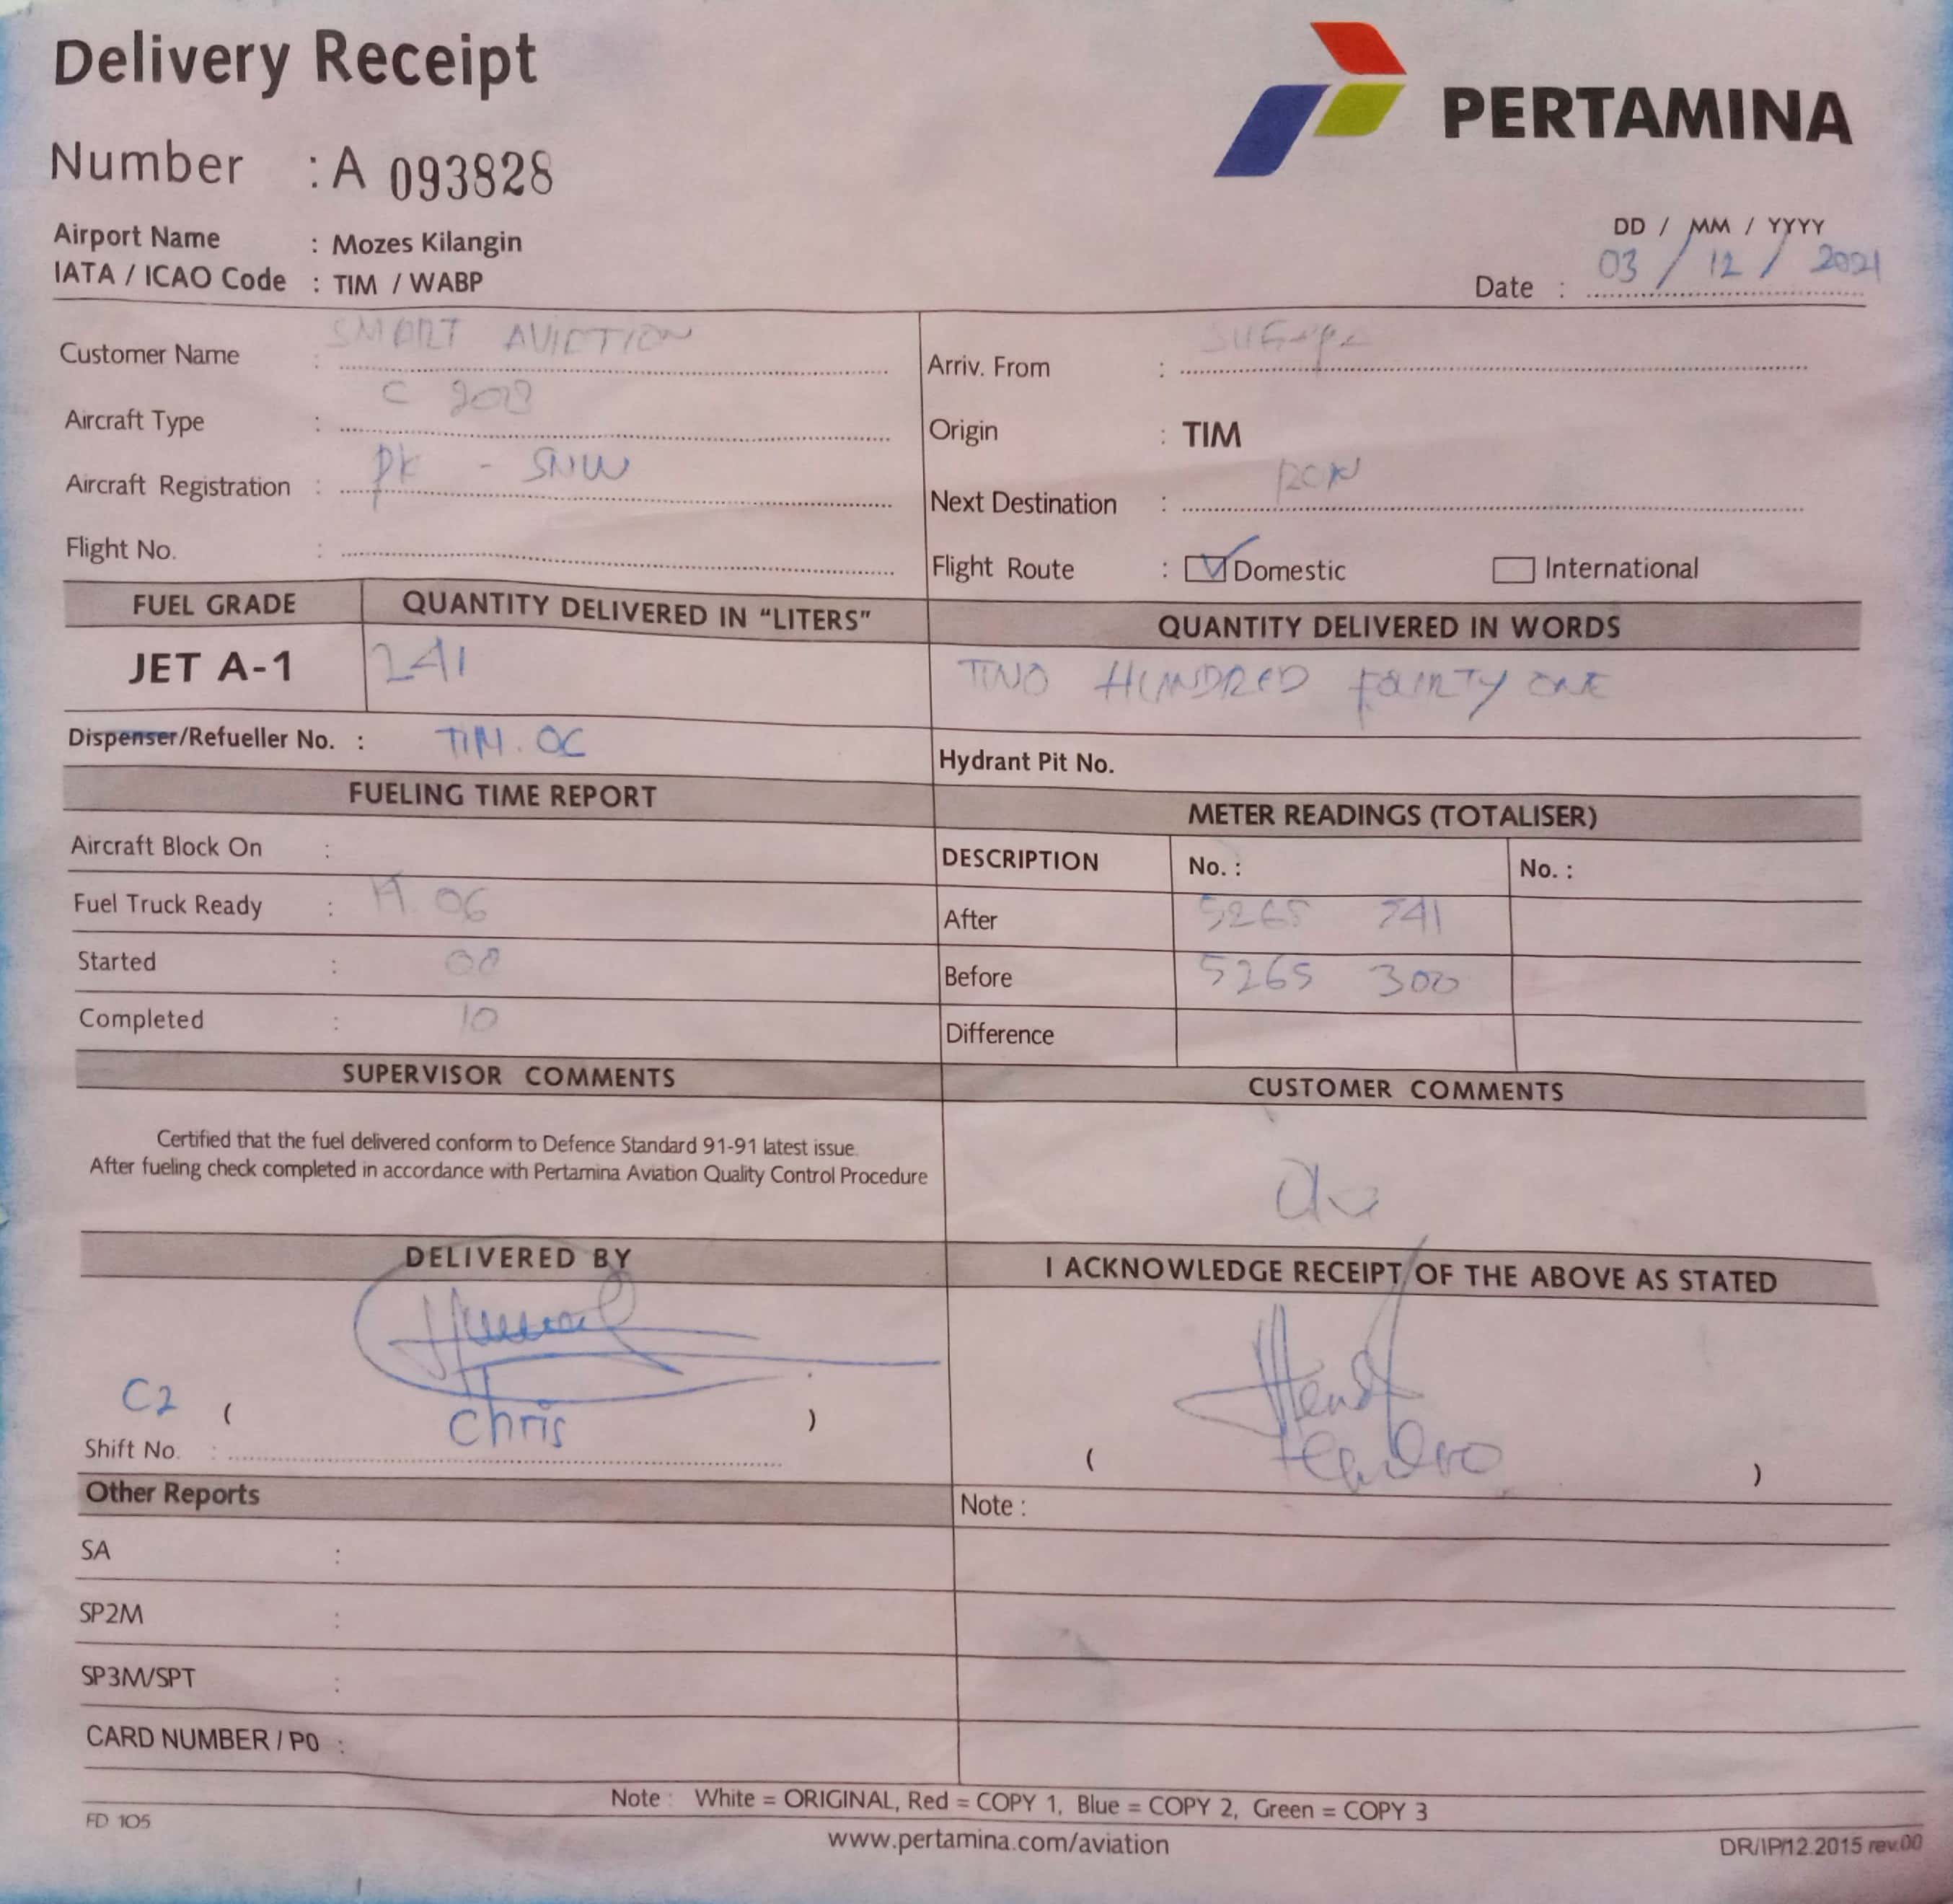 Delivery Receipt
PERTAMINA
Number : A 093828
Airport Name : Mozes Kilangin
IATA / ICAO Code : TIM / WABP
DD / MM / YYYY
Date : 03 / 12 / 2021
Customer Name : SMART AVIATION
Arriv. From :
Aircraft Type : C 208
Origin : TIM
Aircraft Registration : PK - SNW
Next Destination : RON
Flight No. :
Flight Route : Domestic International
FUEL GRADE QUANTITY DELIVERED IN "LITERS" QUANTITY DELIVERED IN WORDS
JET A-1 241 TWO HUNDRED ONE
Dispenser/Refueller No. : TIM. Hydrant Pit No.
FUELING TIME REPORT METER READINGS (TOTALISER)
Aircraft Block On : DESCRIPTION No. : No. :
Fuel Truck Ready : 06 After 5265 541
Started : 08 Before 5265 300
Completed : 10 Difference
SUPERVISOR COMMENTS CUSTOMER COMMENTS
Certified that the fuel delivered conform to Defence Standard 91-91 latest issue.
After fueling check completed in accordance with Pertamina Aviation Quality Control Procedure
DELIVERED BY I ACKNOWLEDGE RECEIPT OF THE ABOVE AS STATED
C2 ( Chris )
Shift No. :
( )
Other Reports Note :
SA :
SP2M :
SP3M/SPT :
CARD NUMBER / PO :
Note : White = ORIGINAL, Red = COPY 1, Blue = COPY 2, Green = COPY 3
FD 105
www.pertamina.com/aviation
DR/IP/12.2015 rev.00